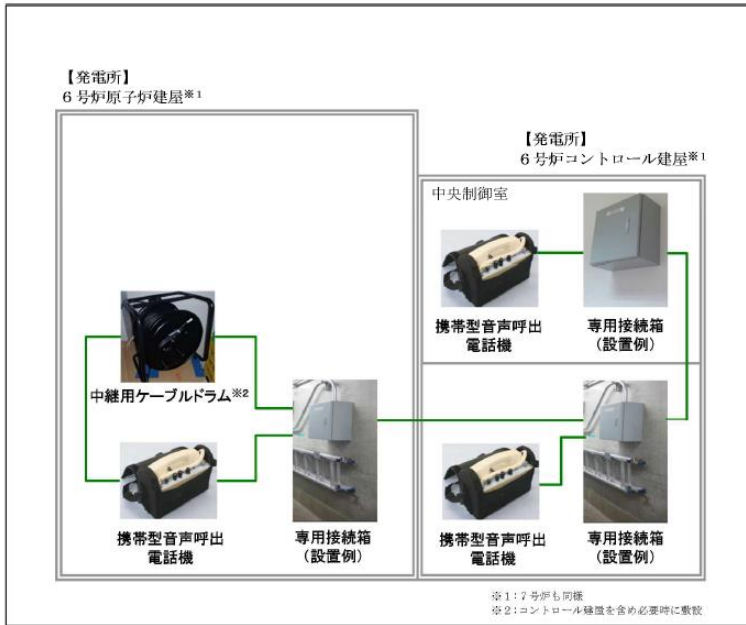 【発電所】
6号炉原子炉建屋※1
【発電所】
6号炉コントロール建屋※1
中央制御室
携帯型音声呼出
電話機
専用接続箱
(設置例)
中継用ケーブルドラム※2
携帯型音声呼出
電話機
専用接続箱
(設置例)
携帯型音声呼出
電話機
専用接続箱
(設置例)
※1:7号炉も同様
※2:コントロール建屋を含め必要時に敷設